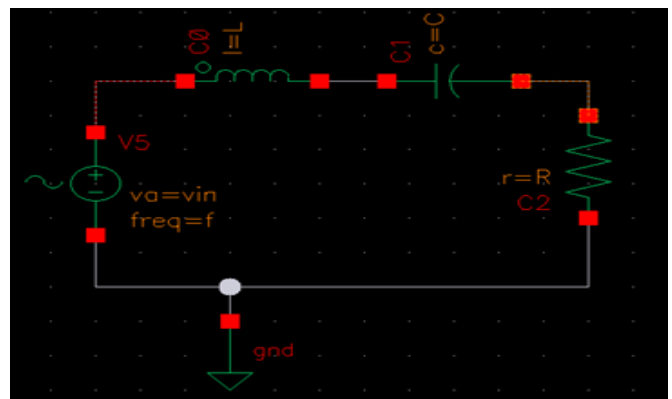 C0
l=L
C1
c=C
V5
va=vin
freq=f
r=R
C2
gnd